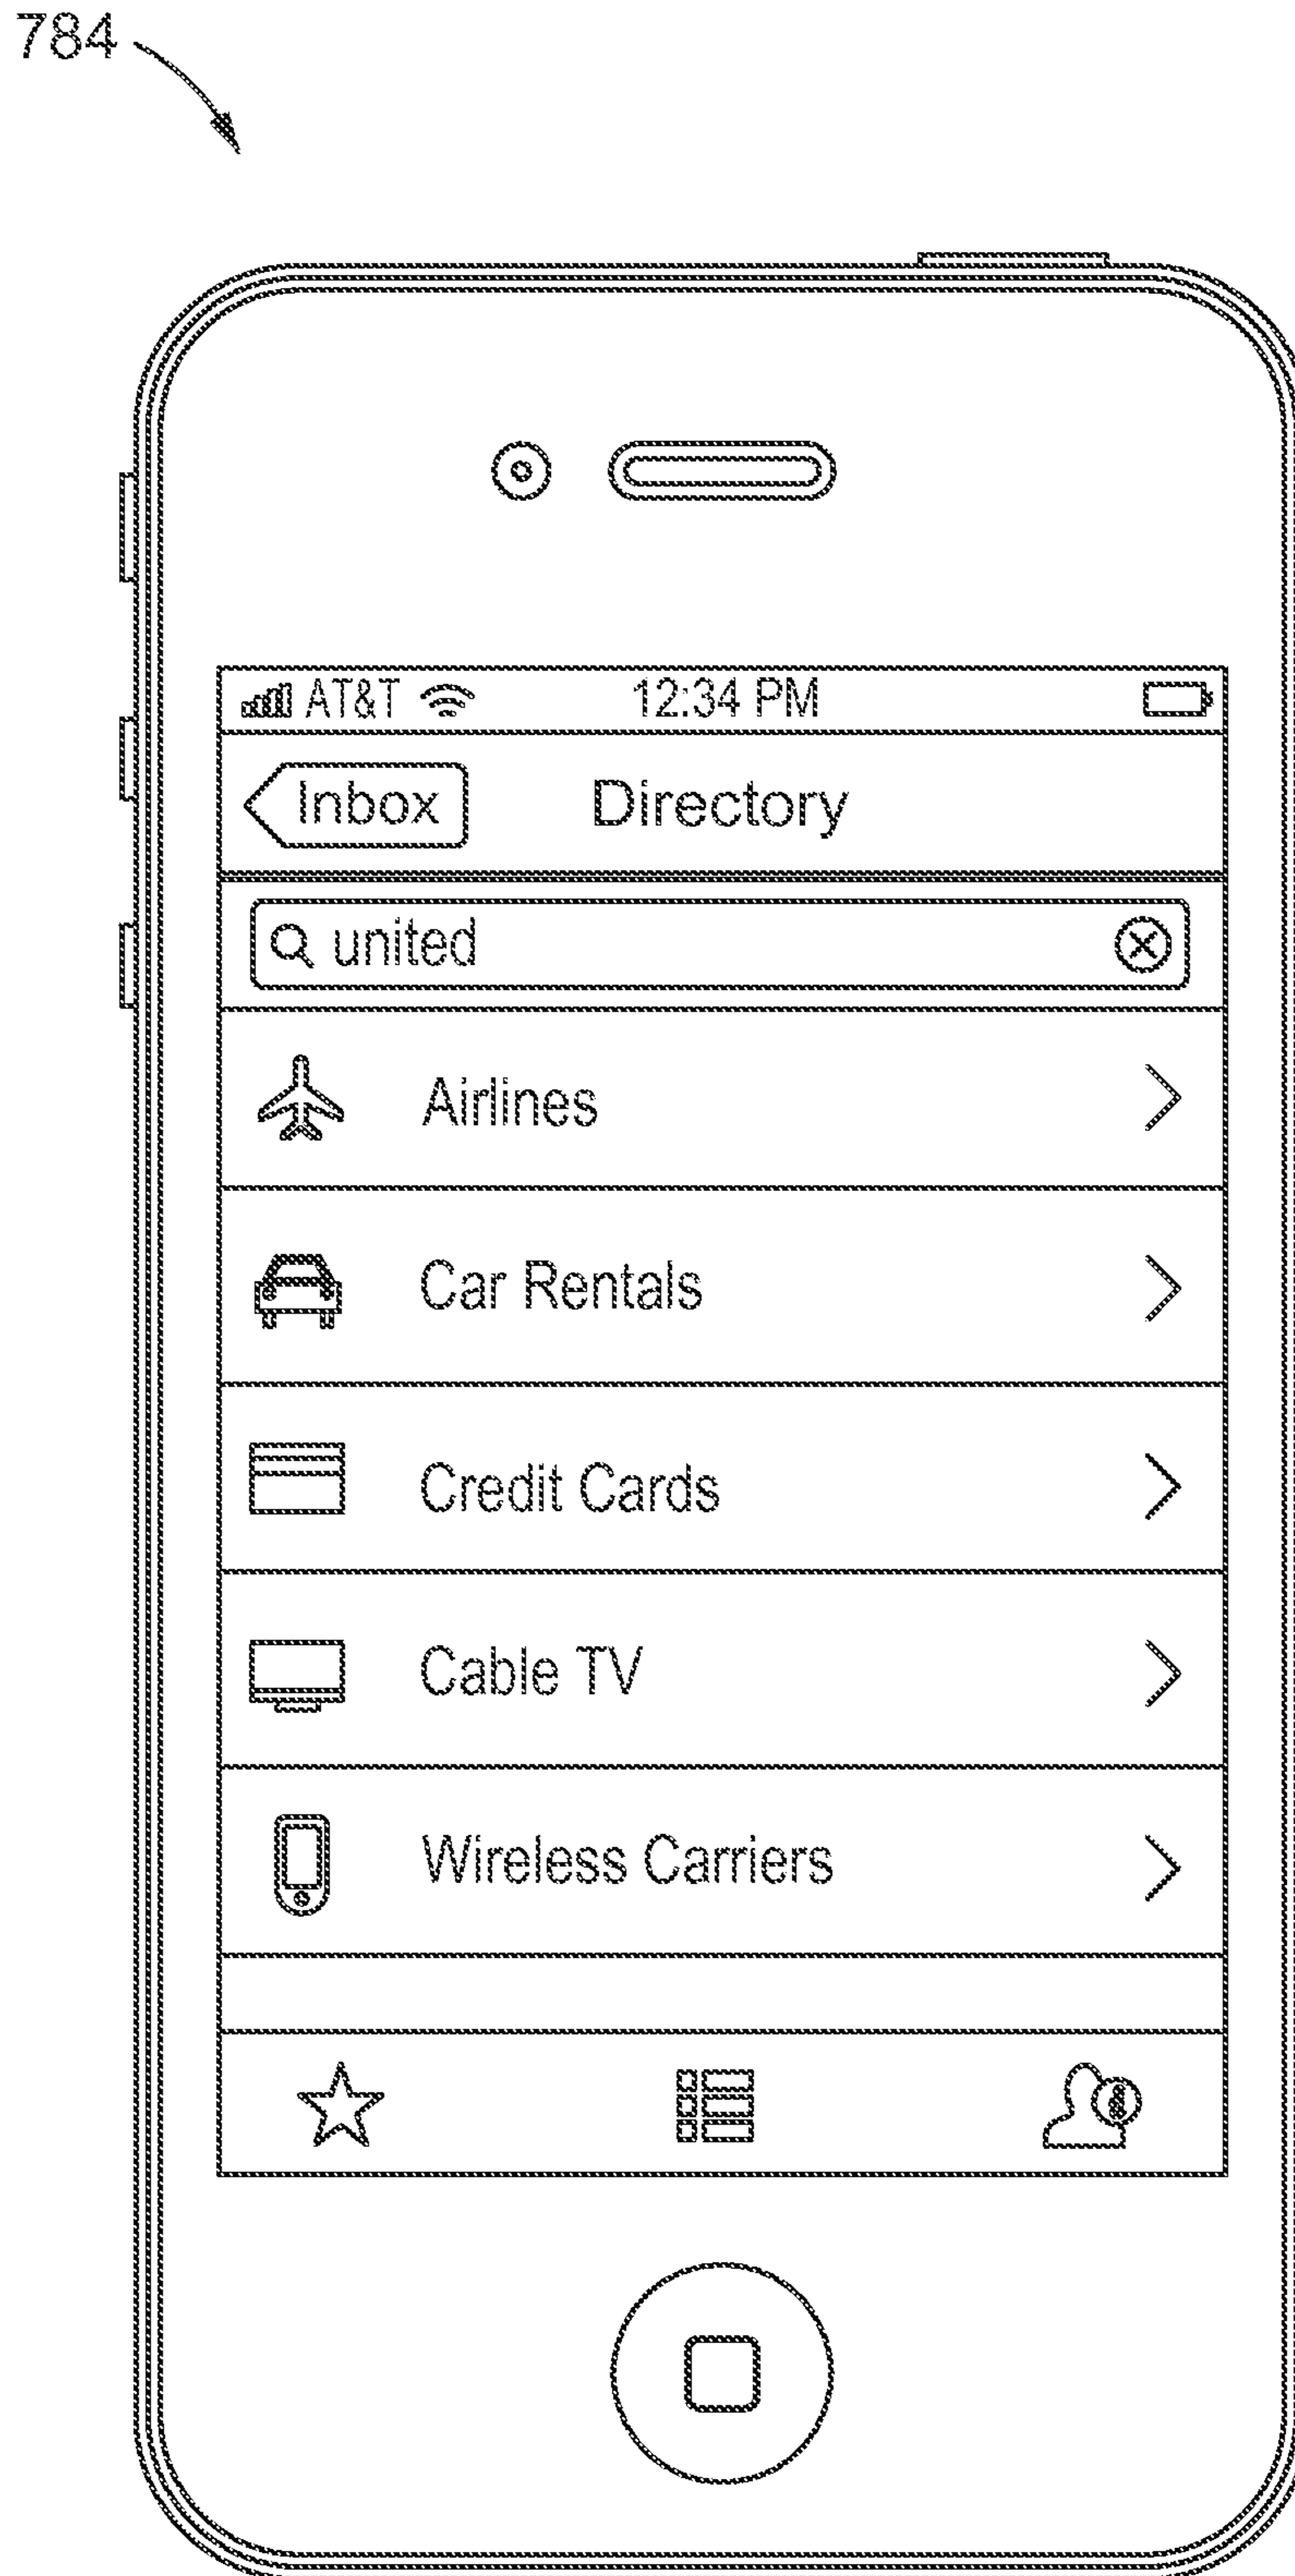 784
AT&T 12:34 PM
Inbox Directory
united
Airlines
Car Rentals
Credit Cards
Cable TV
Wireless Carriers